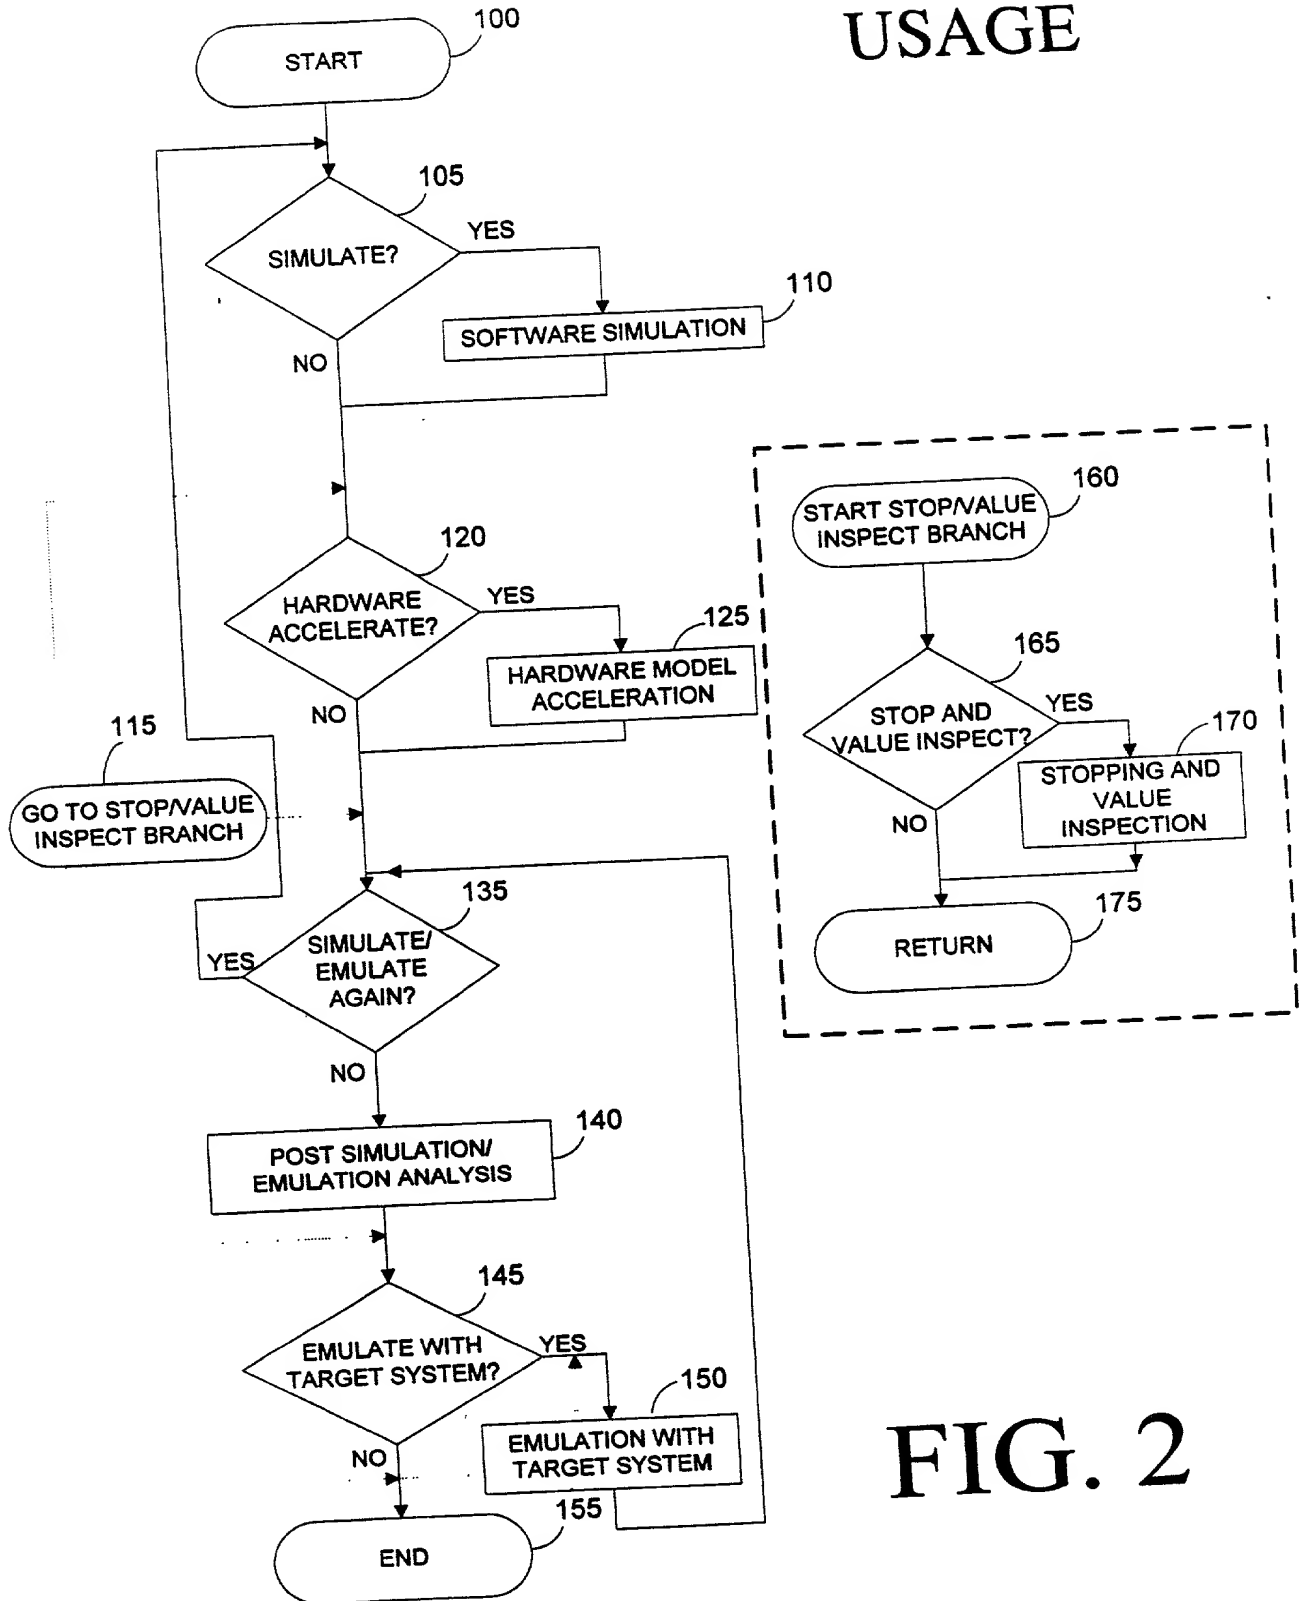 USAGE
100
START
105
SIMULATE?
YES
110
SOFTWARE SIMULATION
NO
120
HARDWARE
ACCELERATE?
YES
125
HARDWARE MODEL
ACCELERATION
NO
115
GO TO STOP/VALUE
INSPECT BRANCH
135
SIMULATE/
EMULATE
AGAIN?
YES
NO
140
POST SIMULATION/
EMULATION ANALYSIS
145
EMULATE WITH
TARGET SYSTEM?
YES
150
EMULATION WITH
TARGET SYSTEM
NO
155
END
160
START STOP/VALUE
INSPECT BRANCH
165
STOP AND
VALUE INSPECT?
YES
170
STOPPING AND
VALUE
INSPECTION
NO
175
RETURN
FIG. 2